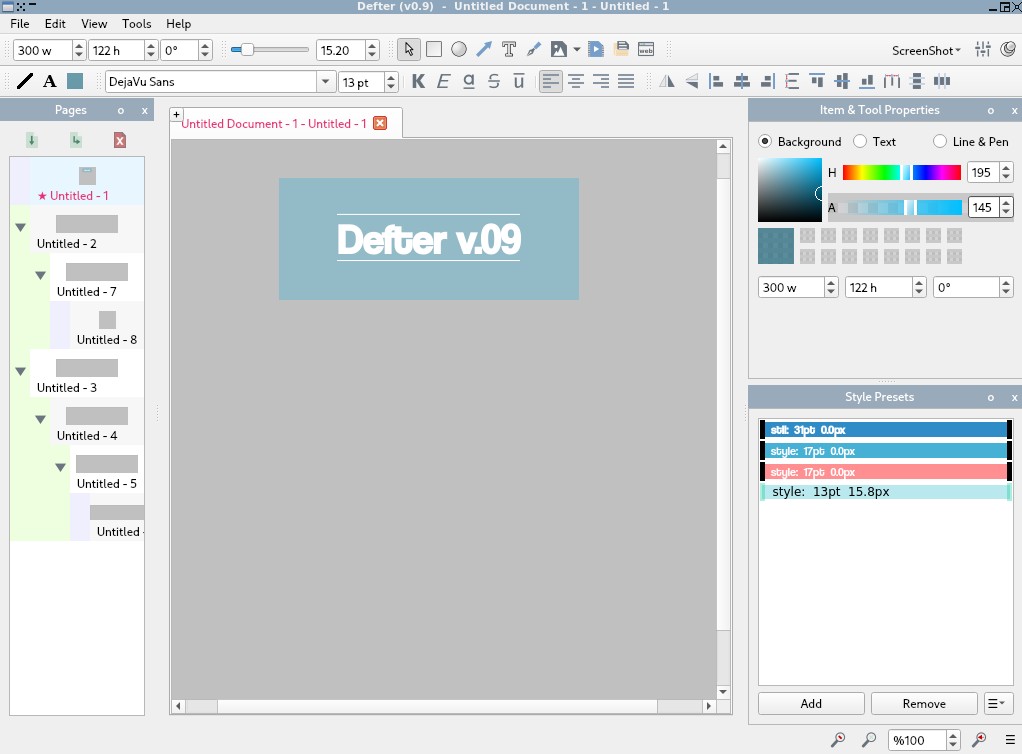 Defter (v0.9) - Untitled Document - 1 - Untitled - 1
File Edit View Tools Help
300 w 122 h 0° 15.20 ScreenShot
A DejaVu Sans 13 pt K E a S u
Pages o x
Untitled Document - 1 - Untitled - 1
Item & Tool Properties o x
★ Untitled - 1
Untitled - 2
Untitled - 7
Untitled - 8
Untitled - 3
Untitled - 4
Untitled - 5
Untitled -
Defter v.09
Background Text Line & Pen
H 195
A 145
300 w 122 h 0°
Style Presets o x
stil: 31pt 0.0px
style: 17pt 0.0px
style: 17pt 0.0px
style: 13pt 15.8px
Add Remove
%100